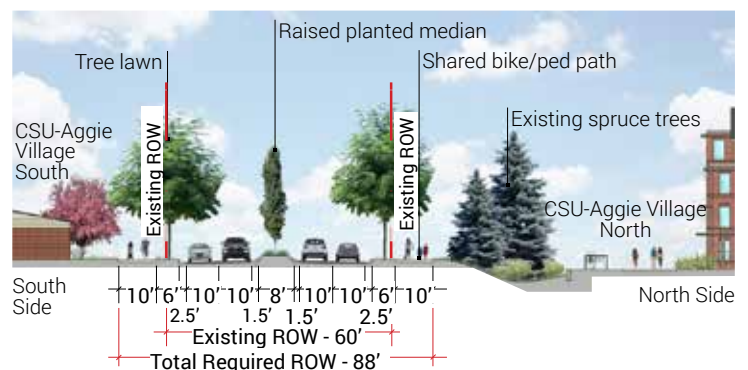 Raised planted median
Tree lawn
Shared bike/ped path
Existing spruce trees
CSU-Aggie
Village
South
Existing ROW
Existing ROW
CSU-Aggie Village
North
South
Side
North Side
10’ 6’ 10’ 10’ 8’ 10’ 10’ 6’ 10’
2.5’ 1.5’ 1.5’ 2.5’
Existing ROW - 60’
Total Required ROW - 88’